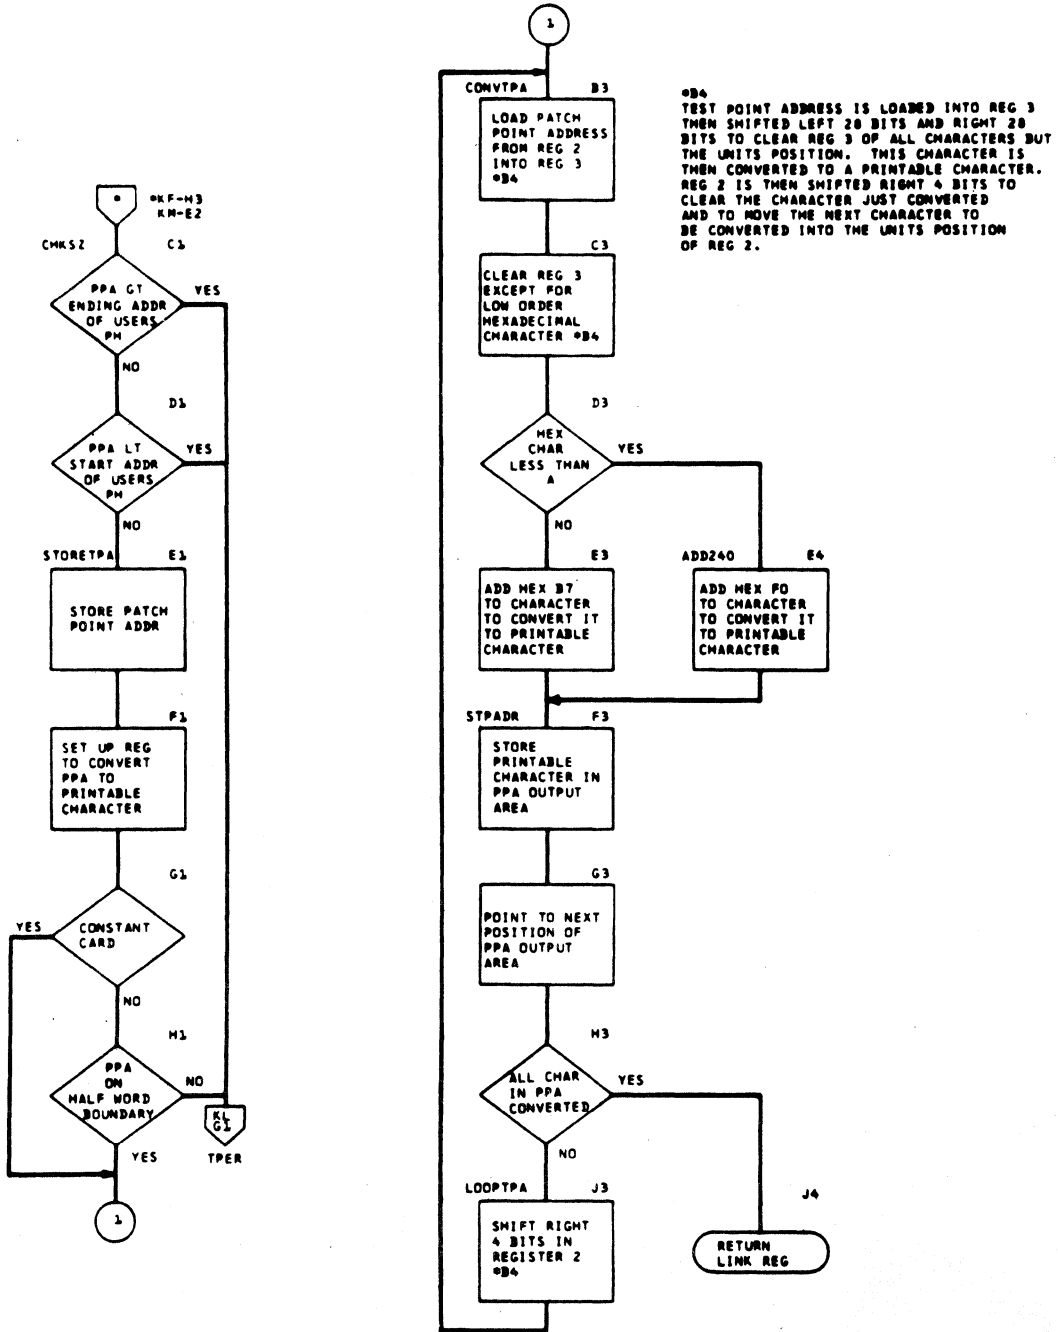 *
*KF-H3
KM-E2
CHKSZ
C1
PPA GT
ENDING ADDR
OF USERS
PH
YES
NO
D1
PPA LT
START ADDR
OF USERS
PH
YES
NO
STORETPA
E1
STORE PATCH
POINT ADDR
F1
SET UP REG
TO CONVERT
PPA TO
PRINTABLE
CHARACTER
G1
YES
CONSTANT
CARD
NO
H1
PPA
ON
HALF WORD
BOUNDARY
NO
YES
KL
G1
TPER
1
1
CONVTPA
B3
LOAD PATCH
POINT ADDRESS
FROM REG 2
INTO REG 3
*B4
C3
CLEAR REG 3
EXCEPT FOR
LOW ORDER
HEXADECIMAL
CHARACTER *B4
D3
HEX
CHAR
LESS THAN
A
YES
NO
E3
ADD HEX B7
TO CHARACTER
TO CONVERT IT
TO PRINTABLE
CHARACTER
ADD240
E4
ADD HEX F0
TO CHARACTER
TO CONVERT IT
TO PRINTABLE
CHARACTER
STPADR
F3
STORE
PRINTABLE
CHARACTER IN
PPA OUTPUT
AREA
G3
POINT TO NEXT
POSITION OF
PPA OUTPUT
AREA
H3
ALL CHAR
IN PPA
CONVERTED
YES
NO
LOOPTPA
J3
SHIFT RIGHT
4 BITS IN
REGISTER 2
*B4
J4
RETURN
LINK REG
*B4
TEST POINT ADDRESS IS LOADED INTO REG 3
THEN SHIFTED LEFT 28 BITS AND RIGHT 28
BITS TO CLEAR REG 3 OF ALL CHARACTERS BUT
THE UNITS POSITION. THIS CHARACTER IS
THEN CONVERTED TO A PRINTABLE CHARACTER.
REG 2 IS THEN SHIFTED RIGHT 4 BITS TO
CLEAR THE CHARACTER JUST CONVERTED
AND TO MOVE THE NEXT CHARACTER TO
BE CONVERTED INTO THE UNITS POSITION
OF REG 2.